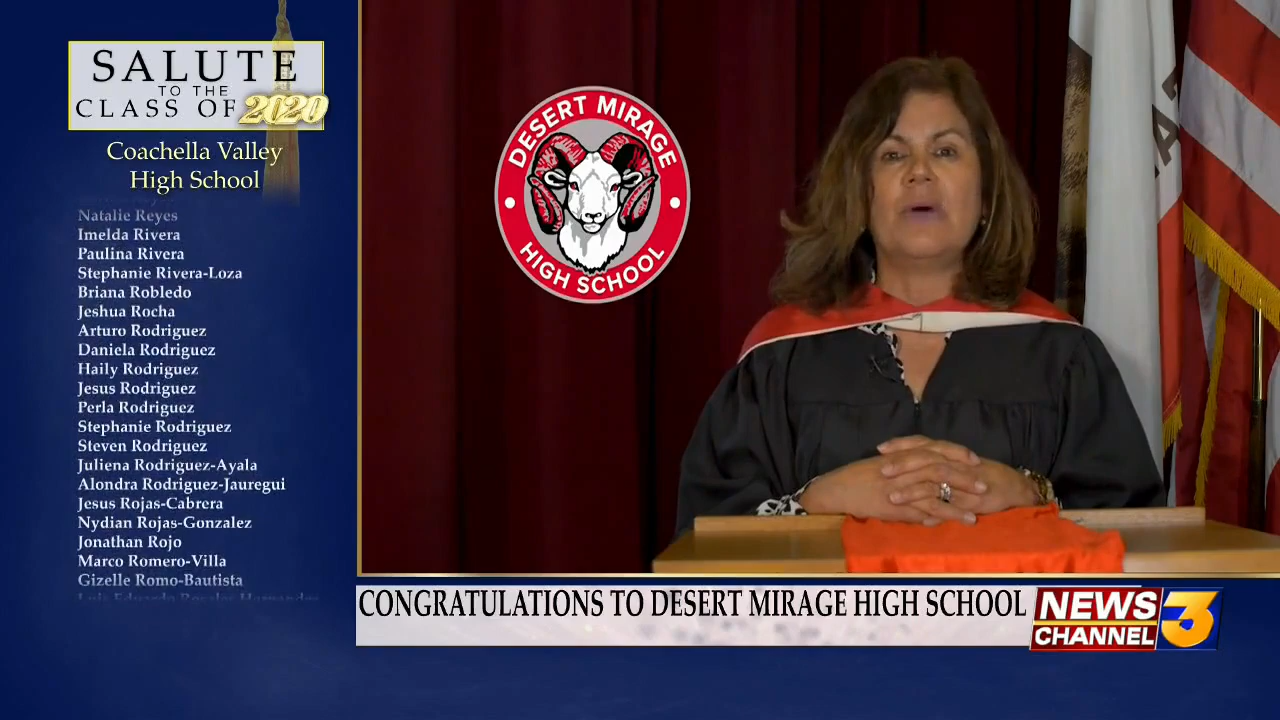 SALUTE
TO THE
CLASS OF 2020
Coachella Valley
High School
Natalie Reyes
Imelda Rivera
Paulina Rivera
Stephanie Rivera-Loza
Briana Robledo
Jeshua Rocha
Arturo Rodriguez
Daniela Rodriguez
Haily Rodriguez
Jesus Rodriguez
Perla Rodriguez
Stephanie Rodriguez
Steven Rodriguez
Juliena Rodriguez-Ayala
Alondra Rodriguez-Jauregui
Jesus Rojas-Cabrera
Nydian Rojas-Gonzalez
Jonathan Rojo
Marco Romero-Villa
Gizelle Romo-Bautista
DESERT MIRAGE
HIGH SCHOOL
CONGRATULATIONS TO DESERT MIRAGE HIGH SCHOOL
NEWS
CHANNEL 3